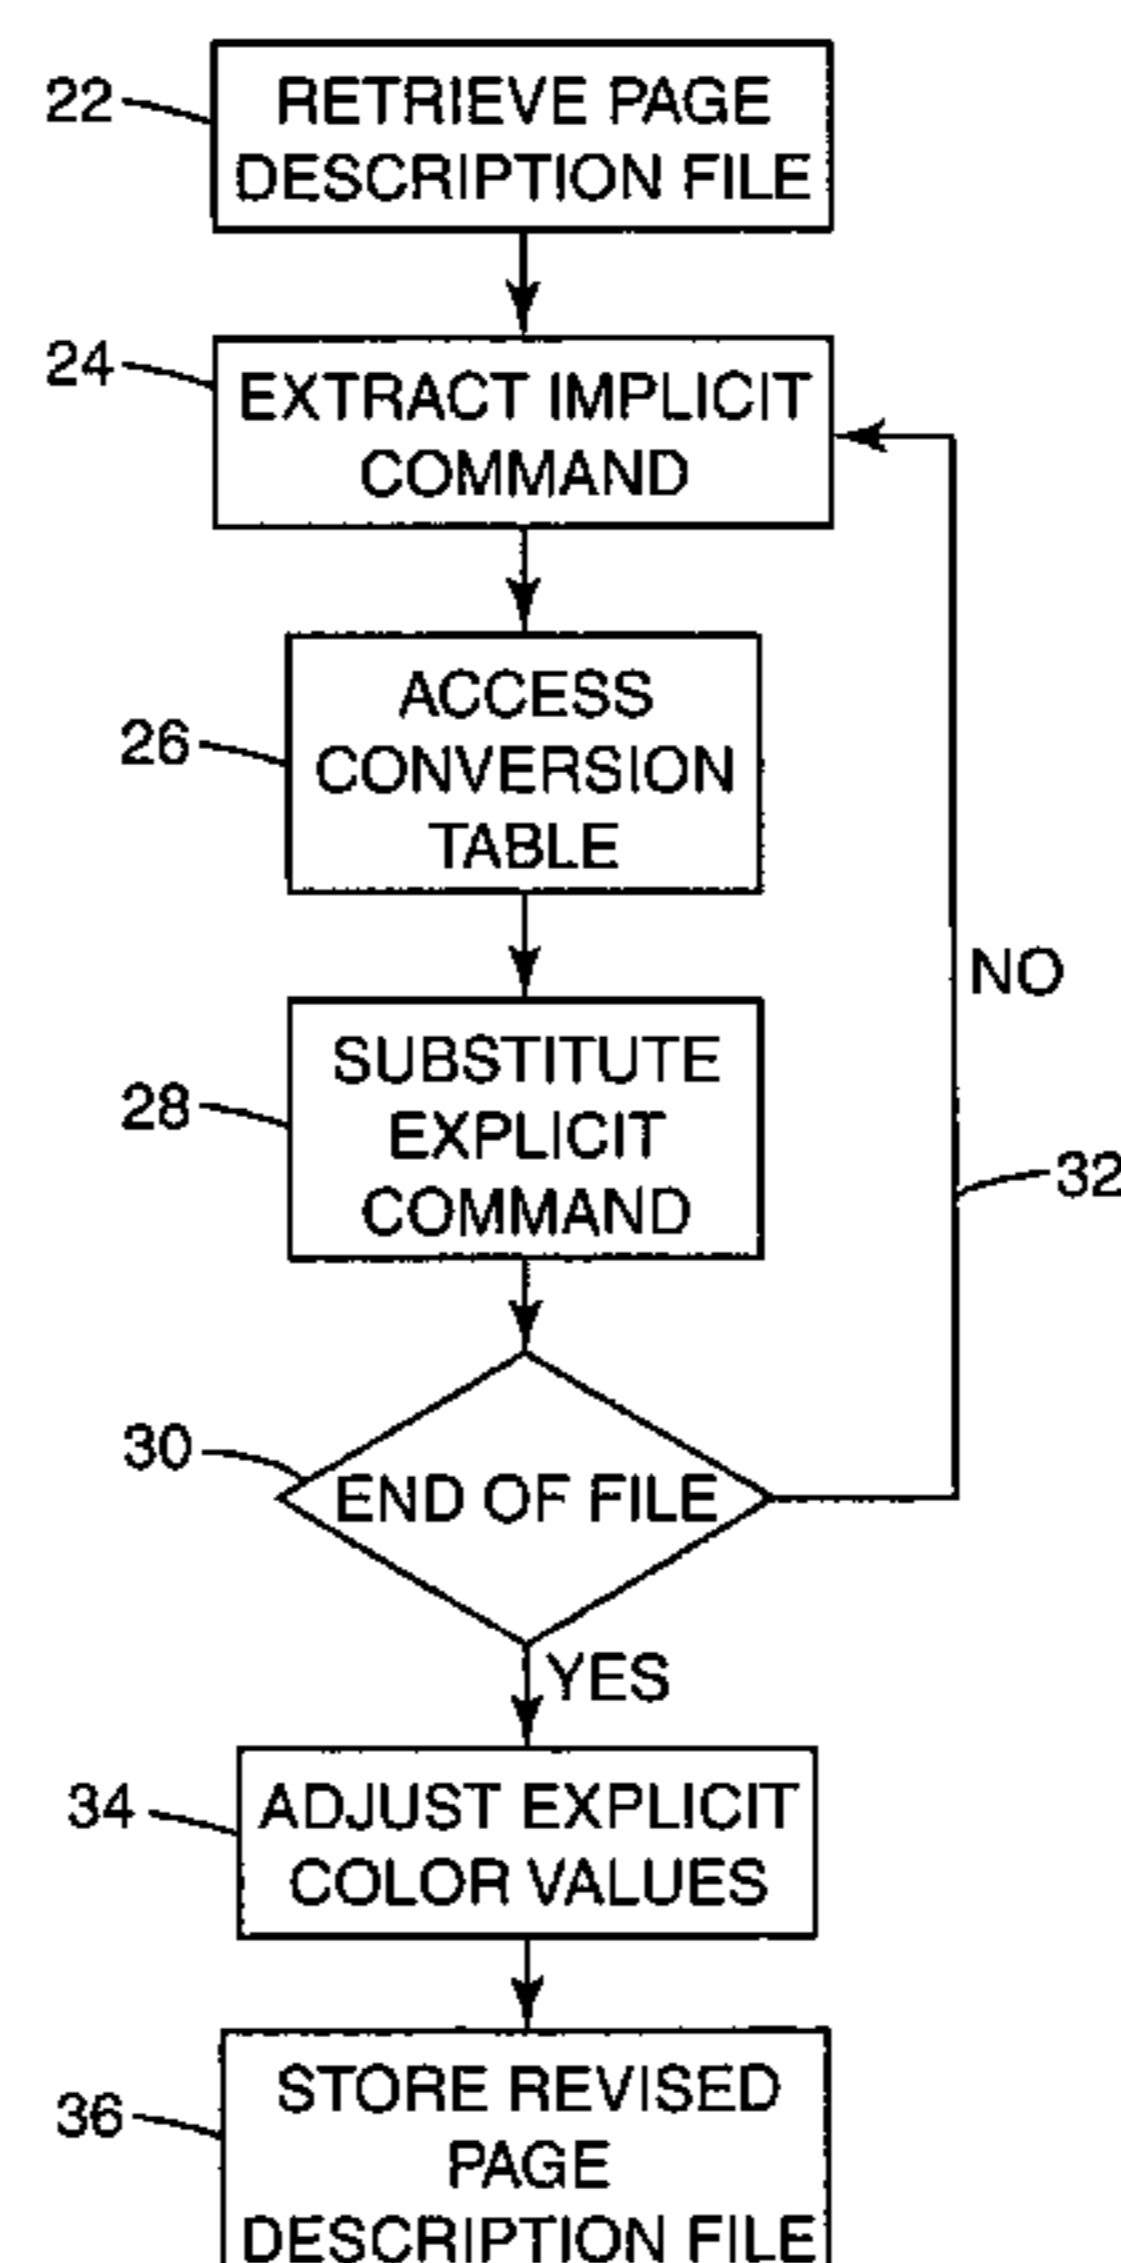 22
RETRIEVE PAGE
DESCRIPTION FILE
24
EXTRACT IMPLICIT
COMMAND
26
ACCESS
CONVERSION
TABLE
NO
28
SUBSTITUTE
EXPLICIT
COMMAND
32
30
END OF FILE
YES
34
ADJUST EXPLICIT
COLOR VALUES
36
STORE REVISED
PAGE
DESCRIPTION FILE